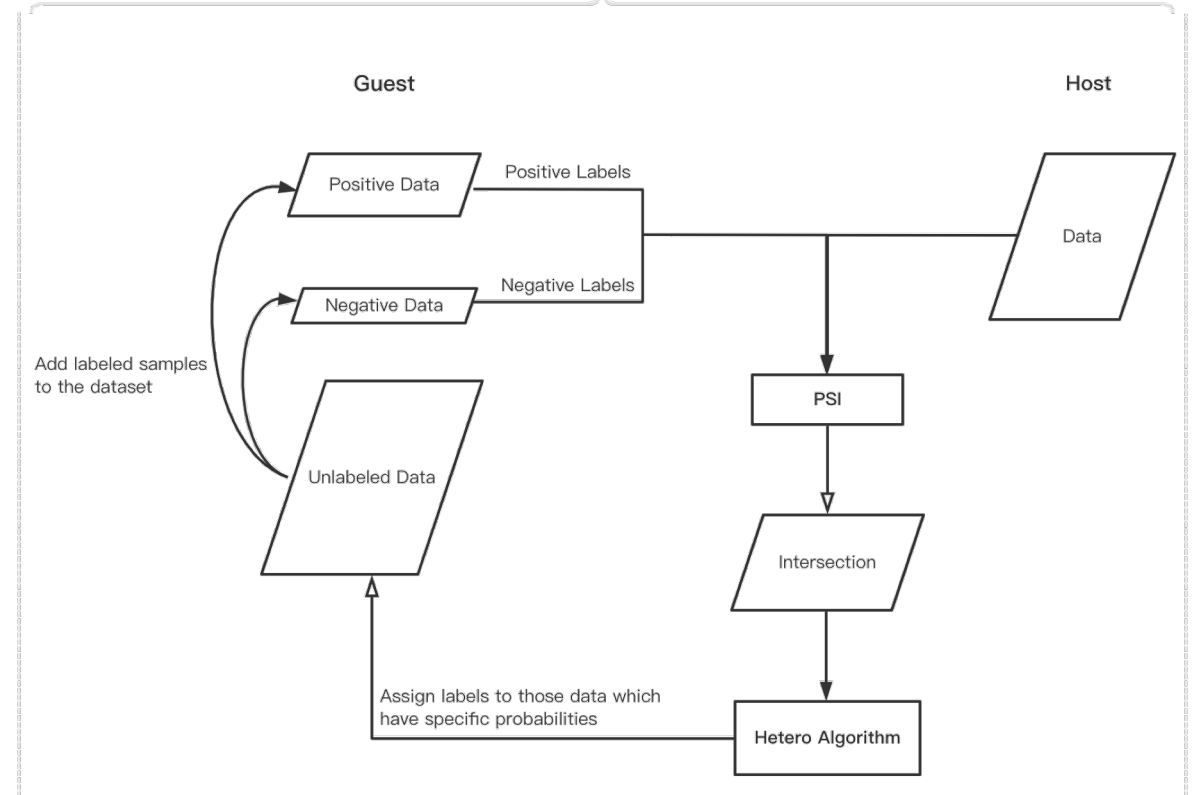 Guest
Host
Positive Data
Positive Labels
Data
Negative Data
Negative Labels
Add labeled samples
to the dataset
PSI
Unlabeled Data
Intersection
Assign labels to those data which
have specific probabilities
Hetero Algorithm